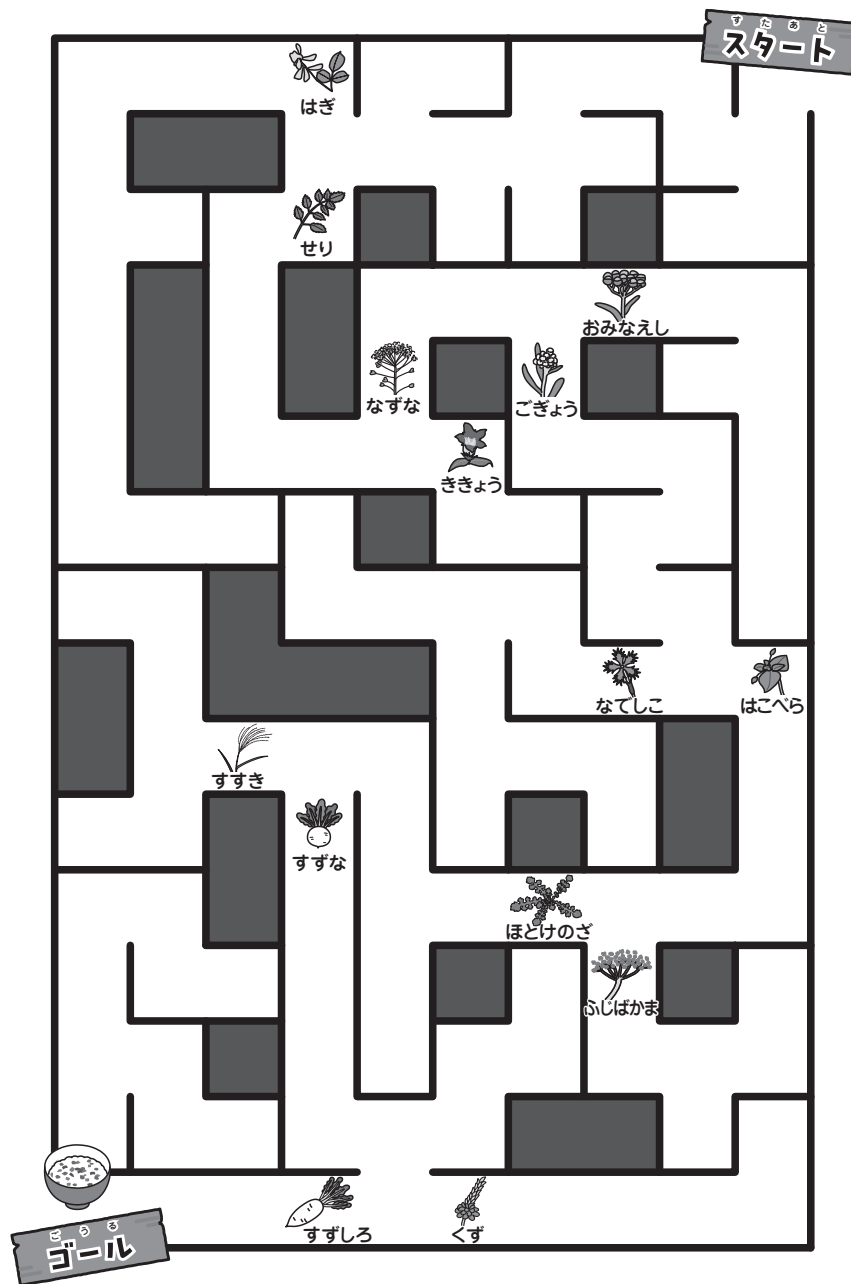 すたあと
スタート
はぎ
せり
おみなえし
なずな
ごぎょう
ききょう
なでしこ
はこべら
すすき
すずな
ほとけのざ
ふじばかま
すずしろ
くず
ごうる
ゴール